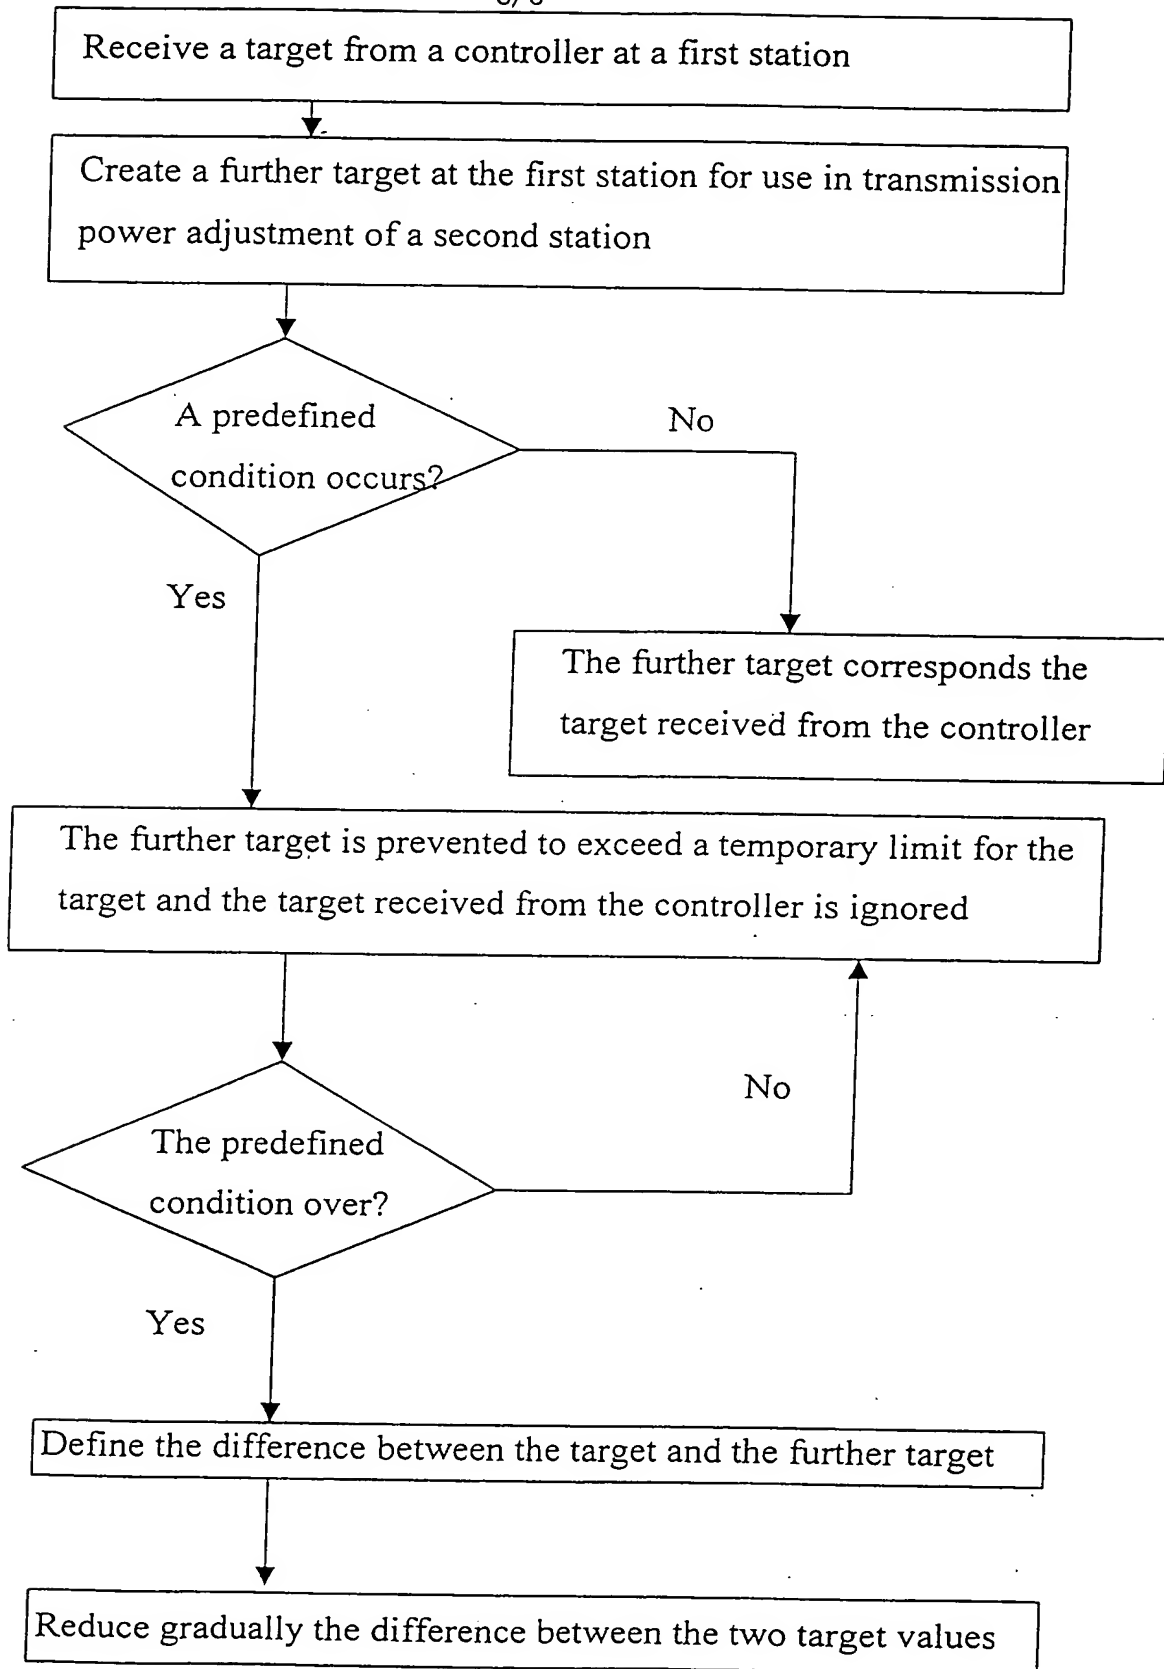 Receive a target from a controller at a first station
Create a further target at the first station for use in transmission
power adjustment of a second station
A predefined
condition occurs?
No
Yes
The further target corresponds the
target received from the controller
The further target is prevented to exceed a temporary limit for the
target and the target received from the controller is ignored
The predefined
condition over?
No
Yes
Define the difference between the target and the further target
Reduce gradually the difference between the two target values